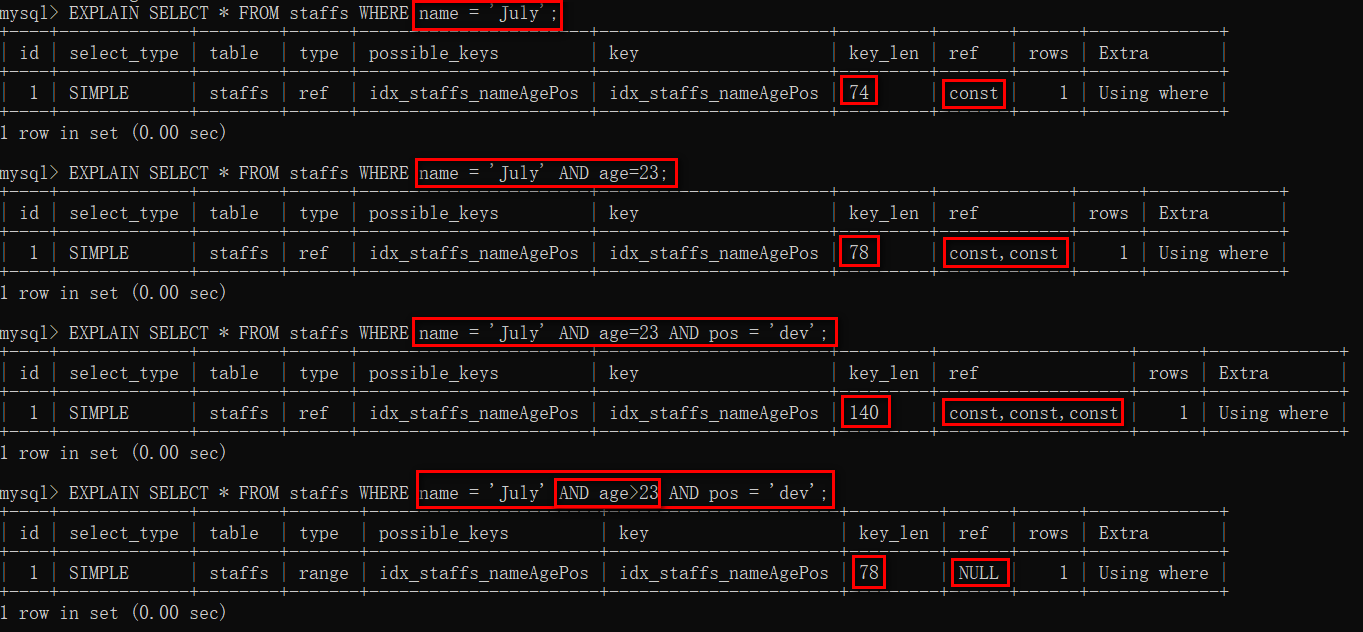 mysql> EXPLAIN SELECT * FROM staffs WHERE name = 'July';
+----+-------------+--------+------+-----------------------+-----------------------+---------+-------+------+-------------+
| id | select_type | table  | type | possible_keys         | key                   | key_len | ref   | rows | Extra       |
+----+-------------+--------+------+-----------------------+-----------------------+---------+-------+------+-------------+
| 1 | SIMPLE      | staffs | ref  | idx_staffs_nameAgePos | idx_staffs_nameAgePos | 74      | const | 1 | Using where |
+----+-------------+--------+------+-----------------------+-----------------------+---------+-------+------+-------------+
1 row in set (0.00 sec)
mysql> EXPLAIN SELECT * FROM staffs WHERE name = 'July' AND age=23;
+----+-------------+--------+------+-----------------------+-----------------------+---------+-------------+------+-------------+
| id | select_type | table  | type | possible_keys         | key                   | key_len | ref         | rows | Extra       |
+----+-------------+--------+------+-----------------------+-----------------------+---------+-------------+------+-------------+
| 1 | SIMPLE      | staffs | ref  | idx_staffs_nameAgePos | idx_staffs_nameAgePos | 78      | const,const | 1 | Using where |
+----+-------------+--------+------+-----------------------+-----------------------+---------+-------------+------+-------------+
1 row in set (0.00 sec)
mysql> EXPLAIN SELECT * FROM staffs WHERE name = 'July' AND age=23 AND pos = 'dev';
+----+-------------+--------+------+-----------------------+-----------------------+---------+-------------------+------+-------------+
| id | select_type | table  | type | possible_keys         | key                   | key_len | ref               | rows | Extra       |
+----+-------------+--------+------+-----------------------+-----------------------+---------+-------------------+------+-------------+
| 1 | SIMPLE      | staffs | ref  | idx_staffs_nameAgePos | idx_staffs_nameAgePos | 140     | const,const,const | 1 | Using where |
+----+-------------+--------+------+-----------------------+-----------------------+---------+-------------------+------+-------------+
1 row in set (0.00 sec)
mysql> EXPLAIN SELECT * FROM staffs WHERE name = 'July' AND age>23 AND pos = 'dev';
+----+-------------+--------+-------+-----------------------+-----------------------+---------+------+------+-------------+
| id | select_type | table  | type  | possible_keys         | key                   | key_len | ref  | rows | Extra       |
+----+-------------+--------+-------+-----------------------+-----------------------+---------+------+------+-------------+
| 1 | SIMPLE      | staffs | range | idx_staffs_nameAgePos | idx_staffs_nameAgePos | 78      | NULL | 1 | Using where |
+----+-------------+--------+-------+-----------------------+-----------------------+---------+------+------+-------------+
1 row in set (0.00 sec)